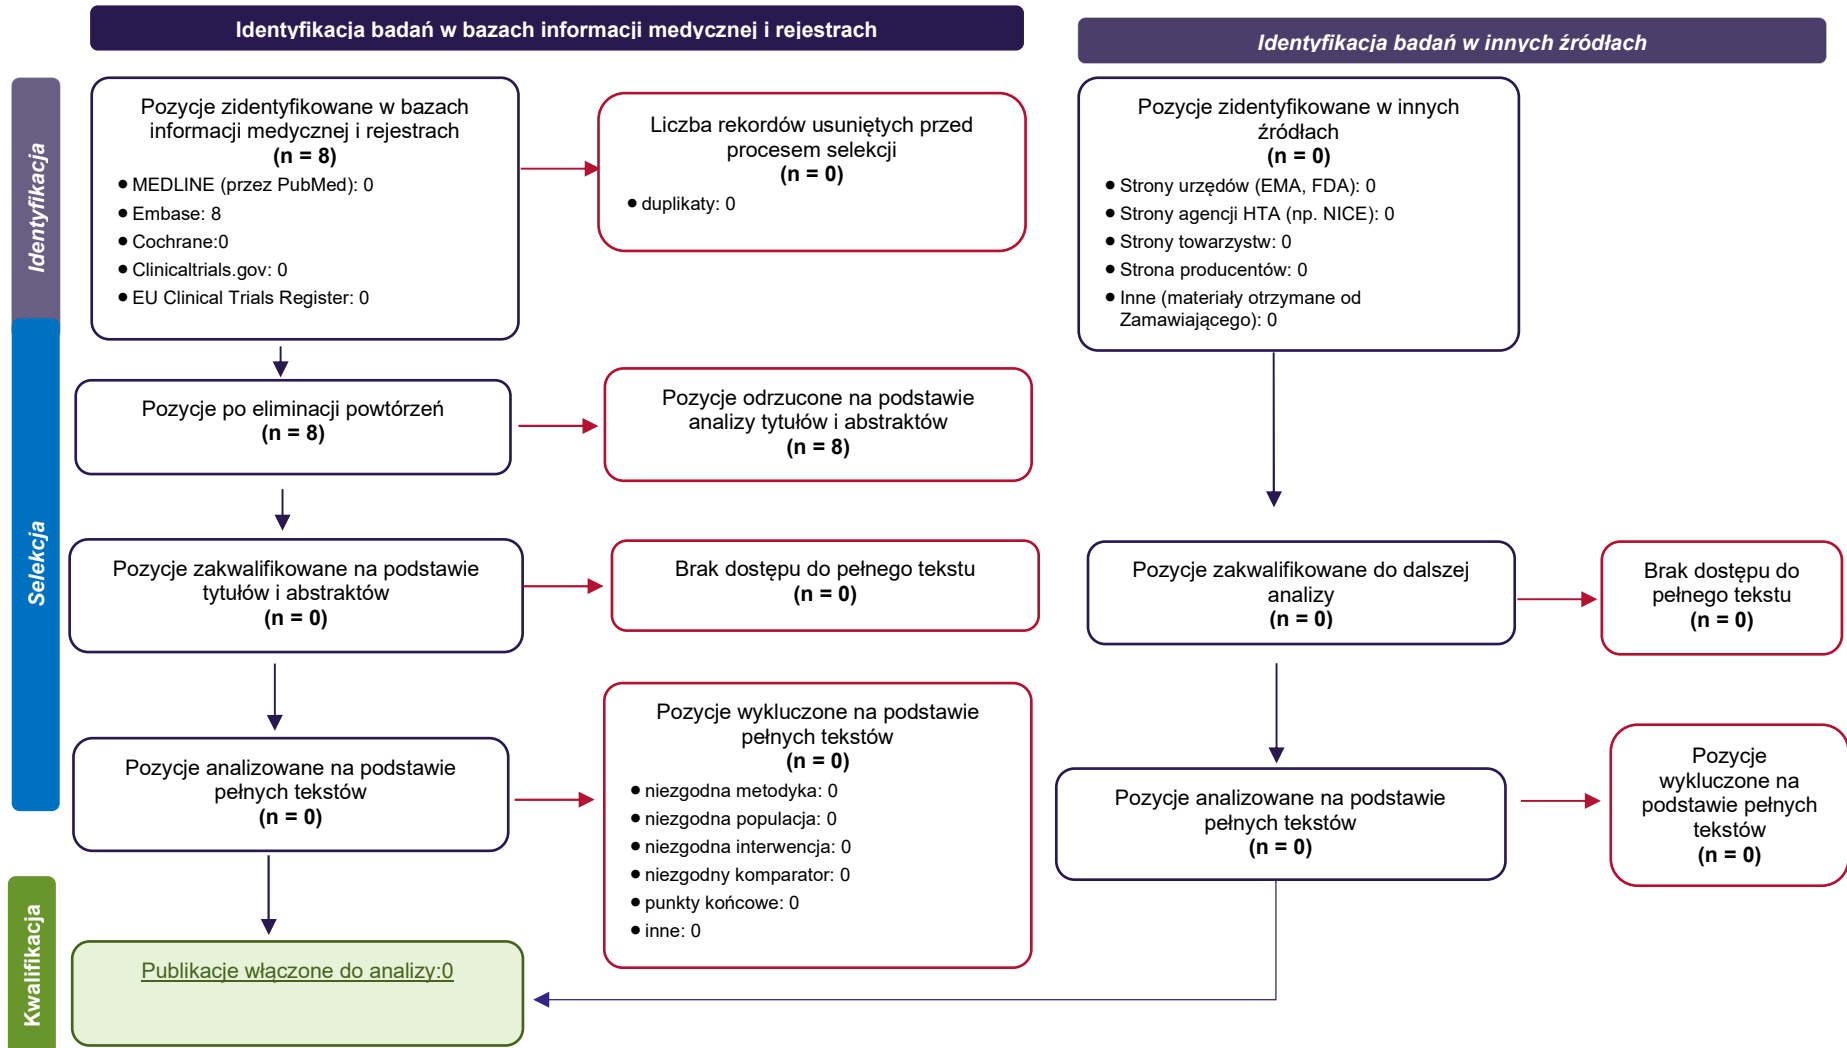 Identyfikacja badań w bazach informacji medycznej i rejestrach
Identyfikacja badań w innych źródłach
Identyfikacja
Pozycje zidentyfikowane w bazach
informacji medycznej i rejestrach
(n = 8)
● MEDLINE (przez PubMed): 0
● Embase: 8
● Cochrane:0
● Clinicaltrials.gov: 0
● EU Clinical Trials Register: 0
Liczba rekordów usuniętych przed
procesem selekcji
(n = 0)
● duplikaty: 0
Pozycje zidentyfikowane w innych
źródłach
(n = 0)
● Strony urzędów (EMA, FDA): 0
● Strony agencji HTA (np. NICE): 0
● Strony towarzystw: 0
● Strona producentów: 0
● Inne (materiały otrzymane od
Zamawiającego): 0
Selekcja
Pozycje po eliminacji powtórzeń
(n = 8)
Pozycje odrzucone na podstawie
analizy tytułów i abstraktów
(n = 8)
Pozycje zakwalifikowane na podstawie
tytułów i abstraktów
(n = 0)
Brak dostępu do pełnego tekstu
(n = 0)
Pozycje zakwalifikowane do dalszej
analizy
(n = 0)
Brak dostępu do
pełnego tekstu
(n = 0)
Pozycje analizowane na podstawie
pełnych tekstów
(n = 0)
Pozycje wykluczone na podstawie
pełnych tekstów
(n = 0)
● niezgodna metodyka: 0
● niezgodna populacja: 0
● niezgodna interwencja: 0
● niezgodny komparator: 0
● punkty końcowe: 0
● inne: 0
Pozycje analizowane na podstawie
pełnych tekstów
(n = 0)
Pozycje
wykluczone na
podstawie pełnych
tekstów
(n = 0)
Kwalifikacja
Publikacje włączone do analizy:0